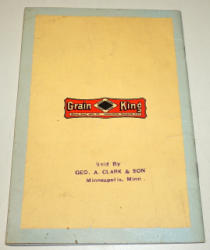 Grain King
Sold By
GEO. A. CLARK & SON
Minneapolis, Minn.